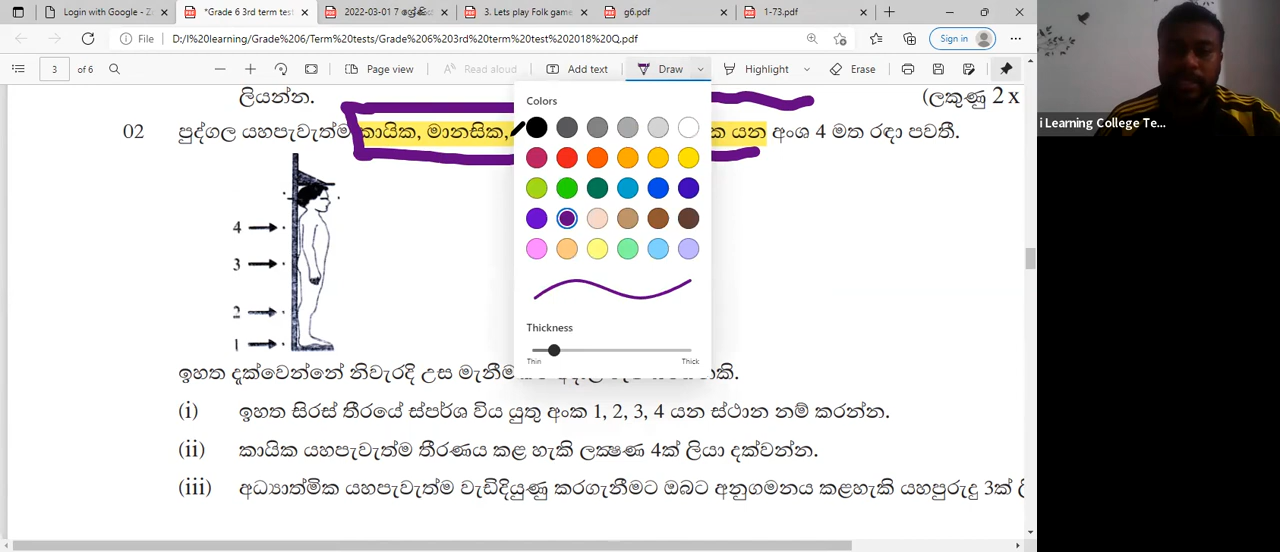 Login with Google - Z
*Grade 6 3rd term tes
2022-03-01 7 ශ්‍රේණි
3. Lets play Folk game
g6.pdf
1-73.pdf
File D:/I%20learning/Grade%206/Term%20tests/Grade%206%203rd%20term%20test%202018%20Q.pdf
Sign in
3 of 6
Page view
Read aloud
Add text
Draw
Highlight
Erase
Colors
Thickness
Thin
Thick
ලියන්න. (ලකුණු 2 x
02 පුද්ගල යහපැවැත්ම කායික, මානසික, ක යන අංශ 4 මත රඳා පවතී.
4
3
2
1
ඉහත දැක්වෙන්නේ නිවැරදි උස මැනීම
(i) ඉහත සිරස් තීරයේ ස්පර්ශ විය යුතු අංක 1, 2, 3, 4 යන ස්ථාන නම් කරන්න.
(ii) කායික යහපැවැත්ම තීරණය කළ හැකි ලක්‍ෂණ 4ක් ලියා දක්වන්න.
(iii) අධ්‍යාත්මික යහපැවැත්ම වැඩිදියුණු කරගැනීමට ඔබට අනුගමනය කළහැකි යහපුරුදු 3ක් ලි
i Learning College Te...